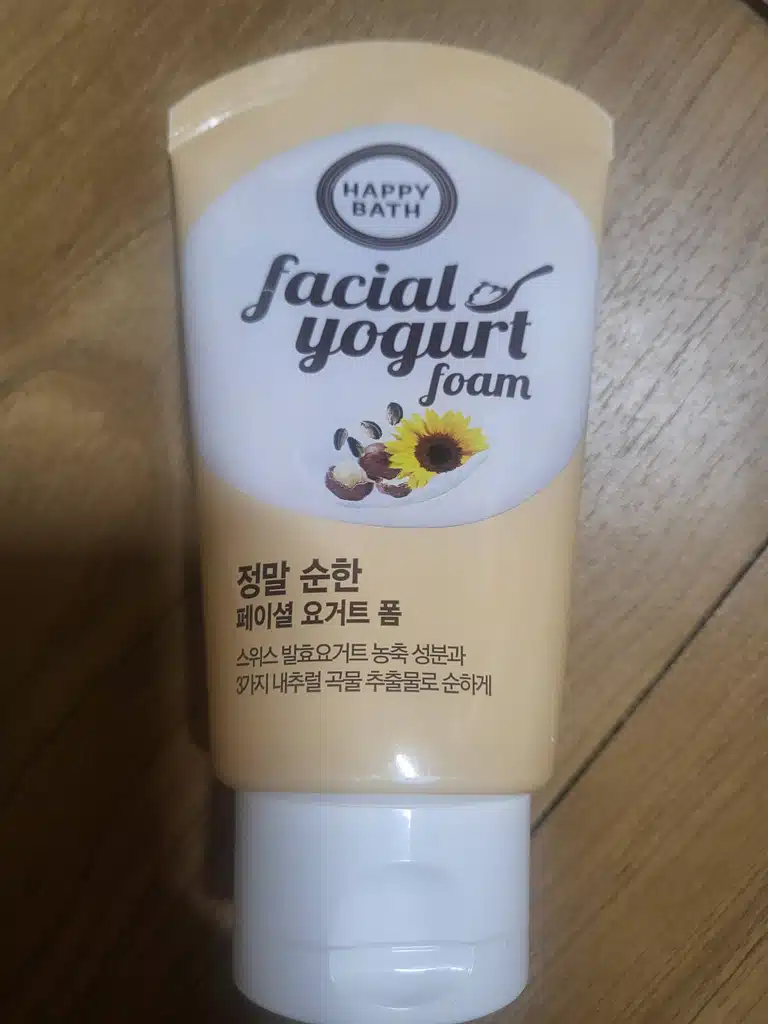 HAPPY
BATH
facial
yogurt
foam
정말 순한
페이셜 요거트 폼
스위스 발효요거트 농축 성분과
3가지 내추럴 곡물 추출물로 순하게